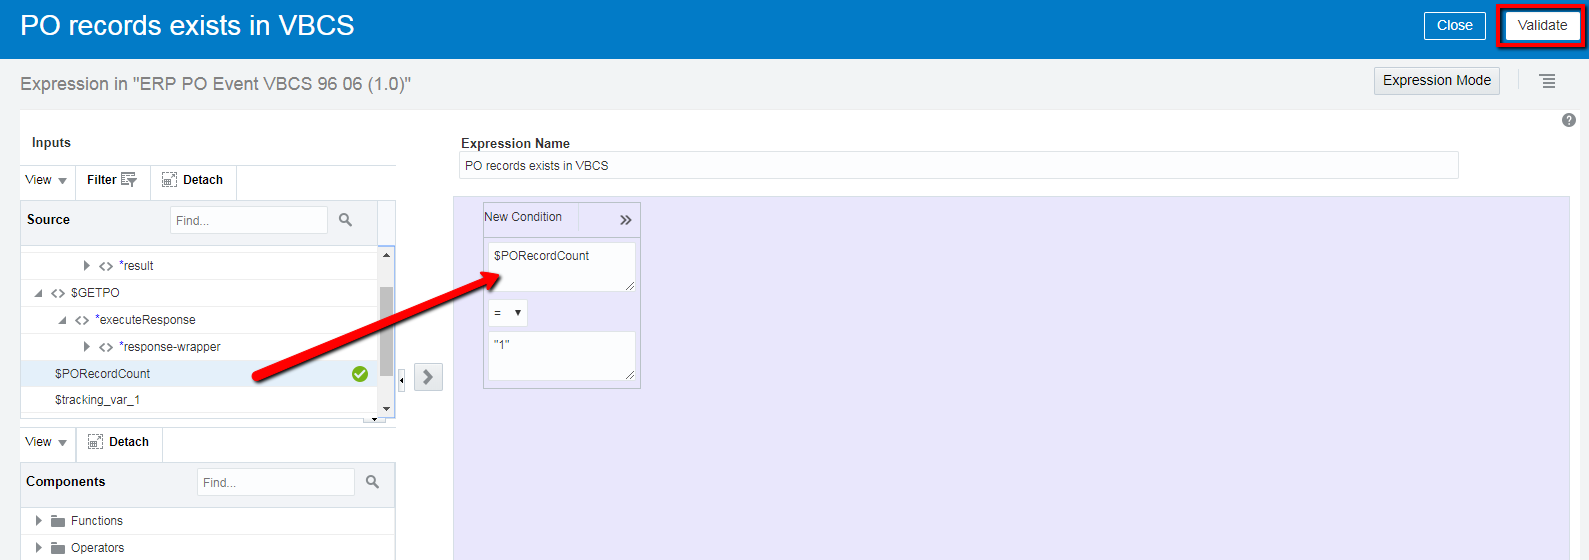 PO records exists in VBCS
Close
Validate
Expression in "ERP PO Event VBCS 96 06 (1.0)"
Expression Mode
Inputs
View
Filter
Detach
Source
Find...
*result
$GETPO
*executeResponse
*response-wrapper
$PORecordCount
$tracking_var_1
View
Detach
Components
Find...
Functions
Operators
Expression Name
PO records exists in VBCS
New Condition
$PORecordCount
=
"1"